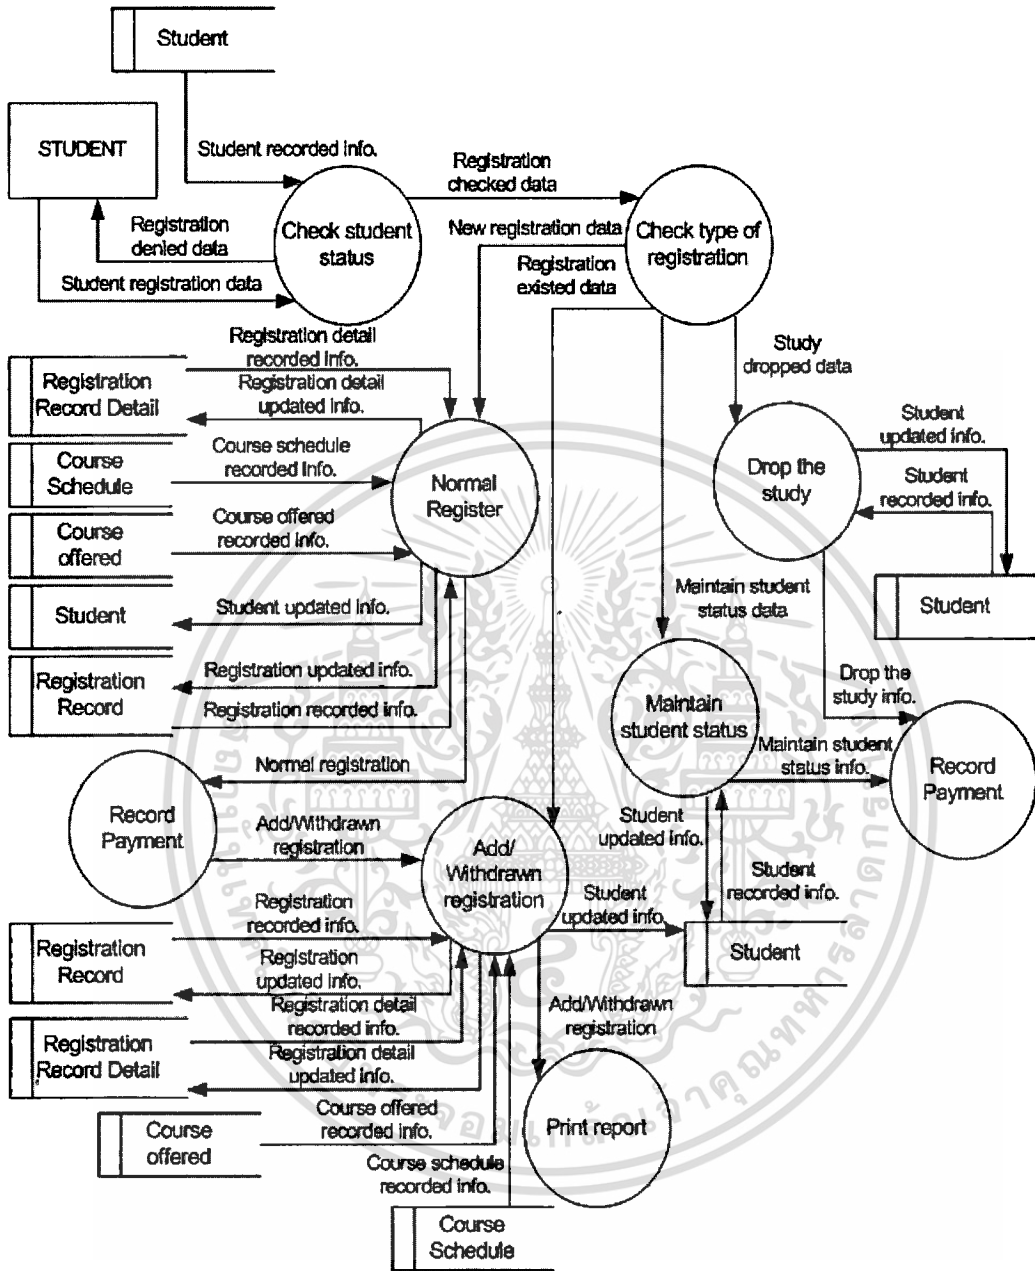 Student
STUDENT
Student recorded info.
Registration
checked data
Check student
status
Check type of
registration
Registration
denied data
New registration data
Registration
existed data
Student registration data
Registration detail
recorded info.
Study
dropped data
Registration
Record Detail
Registration detail
updated info.
Student
updated info.
Course
Schedule
Course schedule
recorded info.
Normal
Register
Drop the
study
Student
recorded info.
Course
offered
Course offered
recorded info.
Student
Student updated info.
Maintain student
status data
Student
Registration
Record
Registration updated info.
Registration recorded info.
Maintain
student status
Drop the
study info.
Maintain student
status info.
Record
Payment
Normal registration
Record
Payment
Add/Withdrawn
registration
Add/
Withdrawn
registration
Student
updated info.
Student
recorded info.
Student
updated info.
Registration
Record
Registration
recorded info.
Registration
updated info.
Student
Registration
Record Detail
Registration detail
recorded info.
Registration detail
updated info.
Add/Withdrawn
registration
Course
offered
Course offered
recorded info.
Print report
Course schedule
recorded info.
Course
Schedule